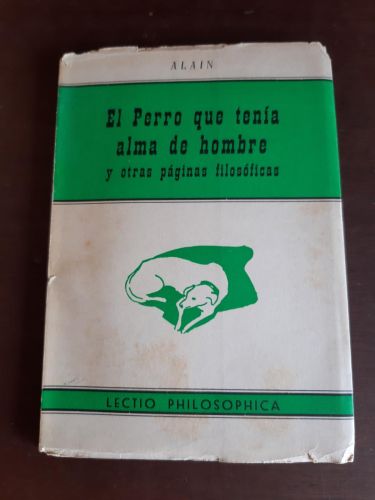 ALAIN
El Perro que tenía
alma de hombre
y otras páginas filosóficas
LECTIO PHILOSOPHICA